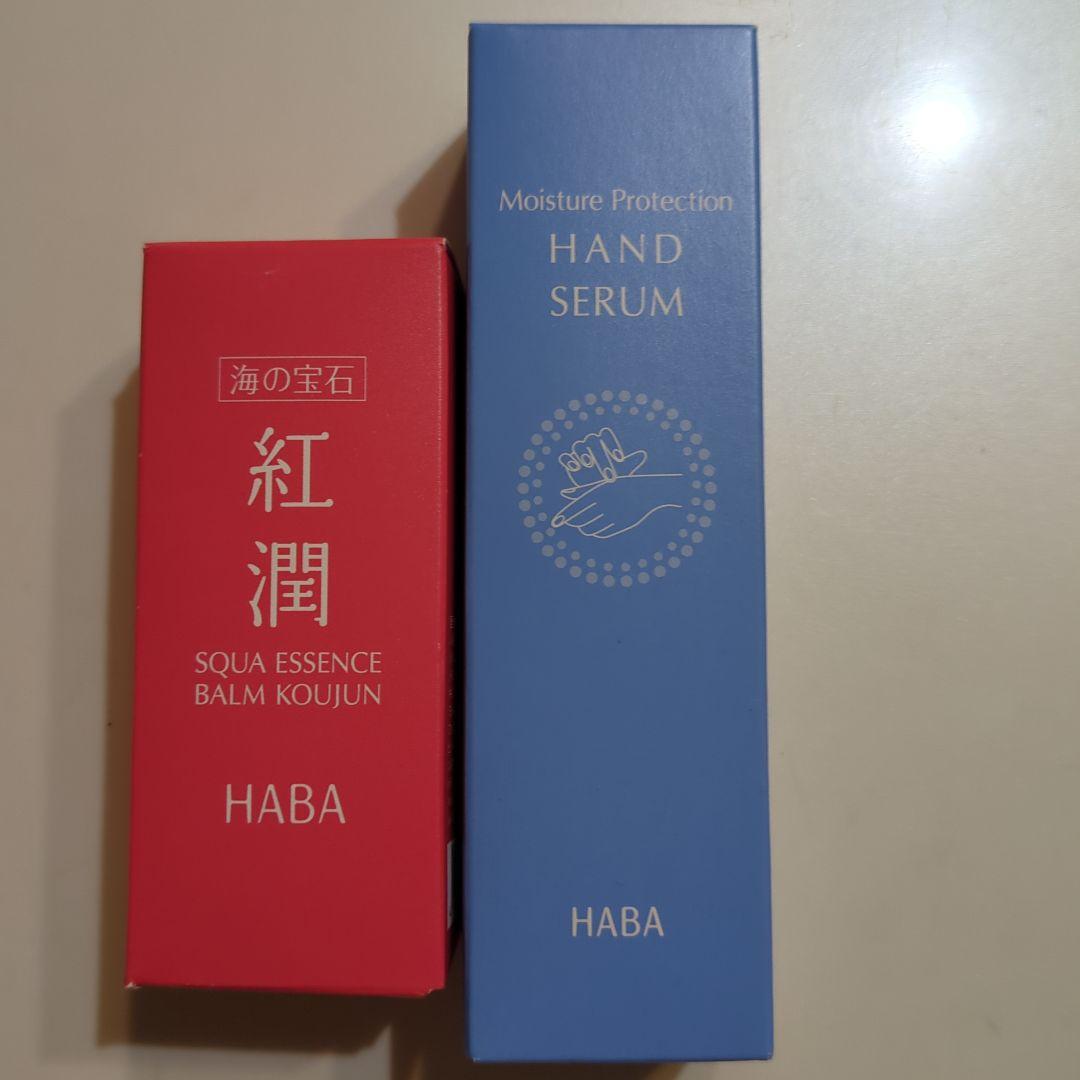 海の宝石
紅
潤
SQUA ESSENCE
BALM KOUJUN
HABA
Moisture Protection
HAND
SERUM
HABA